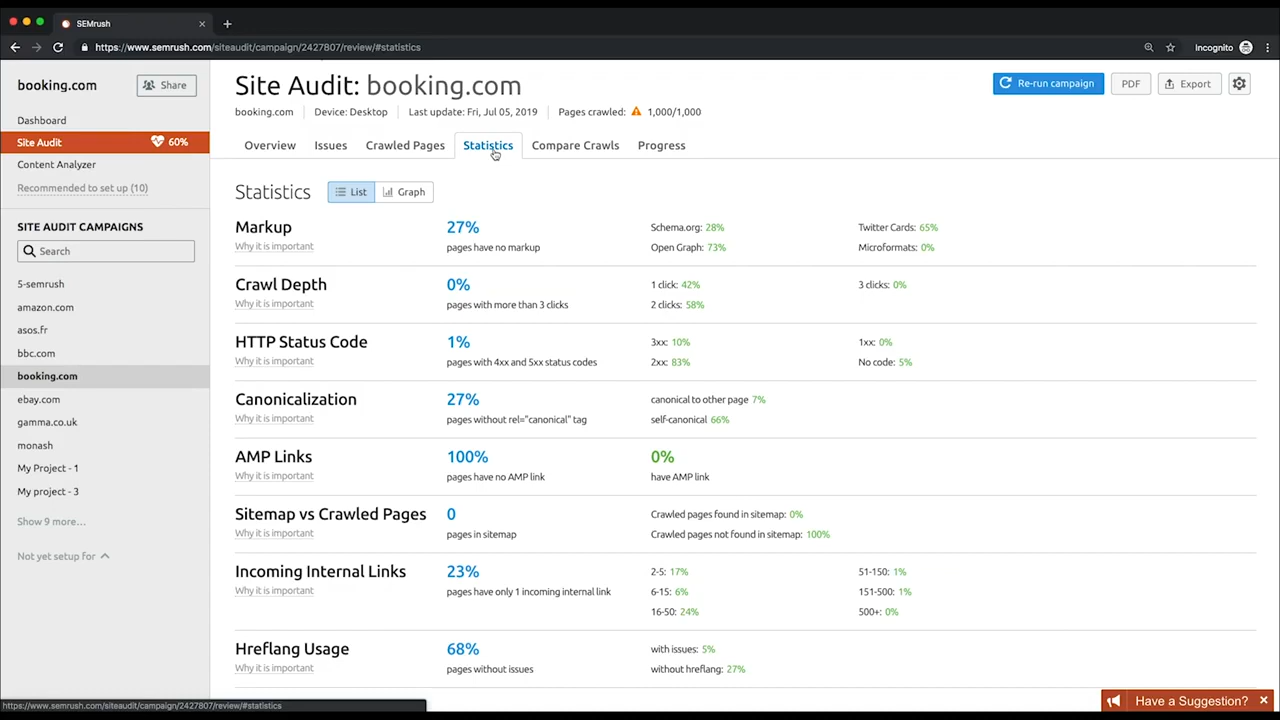 SEMrush
https://www.semrush.com/siteaudit/campaign/2427807/review/#statistics
Incognito
booking.com
Share
Dashboard
Site Audit 60%
Content Analyzer
Recommended to set up (10)
SITE AUDIT CAMPAIGNS
Search
5-semrush
amazon.com
asos.fr
bbc.com
booking.com
ebay.com
gamma.co.uk
monash
My Project - 1
My project - 3
Show 9 more...
Not yet setup for
Site Audit: booking.com
Re-run campaign PDF Export
booking.com Device: Desktop Last update: Fri, Jul 05, 2019 Pages crawled: 1,000/1,000
Overview Issues Crawled Pages Statistics Compare Crawls Progress
Statistics List Graph
Markup 27% Schema.org: 28% Twitter Cards: 65%
Why it is important pages have no markup Open Graph: 73% Microformats: 0%
Crawl Depth 0% 1 click: 42% 3 clicks: 0%
Why it is important pages with more than 3 clicks 2 clicks: 58%
HTTP Status Code 1% 3xx: 10% 1xx: 0%
Why it is important pages with 4xx and 5xx status codes 2xx: 83% No code: 5%
Canonicalization 27% canonical to other page 7%
Why it is important pages without rel="canonical" tag self-canonical 66%
AMP Links 100% 0%
Why it is important pages have no AMP link have AMP link
Sitemap vs Crawled Pages 0 Crawled pages found in sitemap: 0%
Why it is important pages in sitemap Crawled pages not found in sitemap: 100%
Incoming Internal Links 23% 2-5: 17% 51-150: 1%
Why it is important pages have only 1 incoming internal link 6-15: 6% 151-500: 1%
16-50: 24% 500+: 0%
Hreflang Usage 68% with issues: 5%
Why it is important pages without issues without hreflang: 27%
https://www.semrush.com/siteaudit/campaign/2427807/review/#statistics
Have a Suggestion?